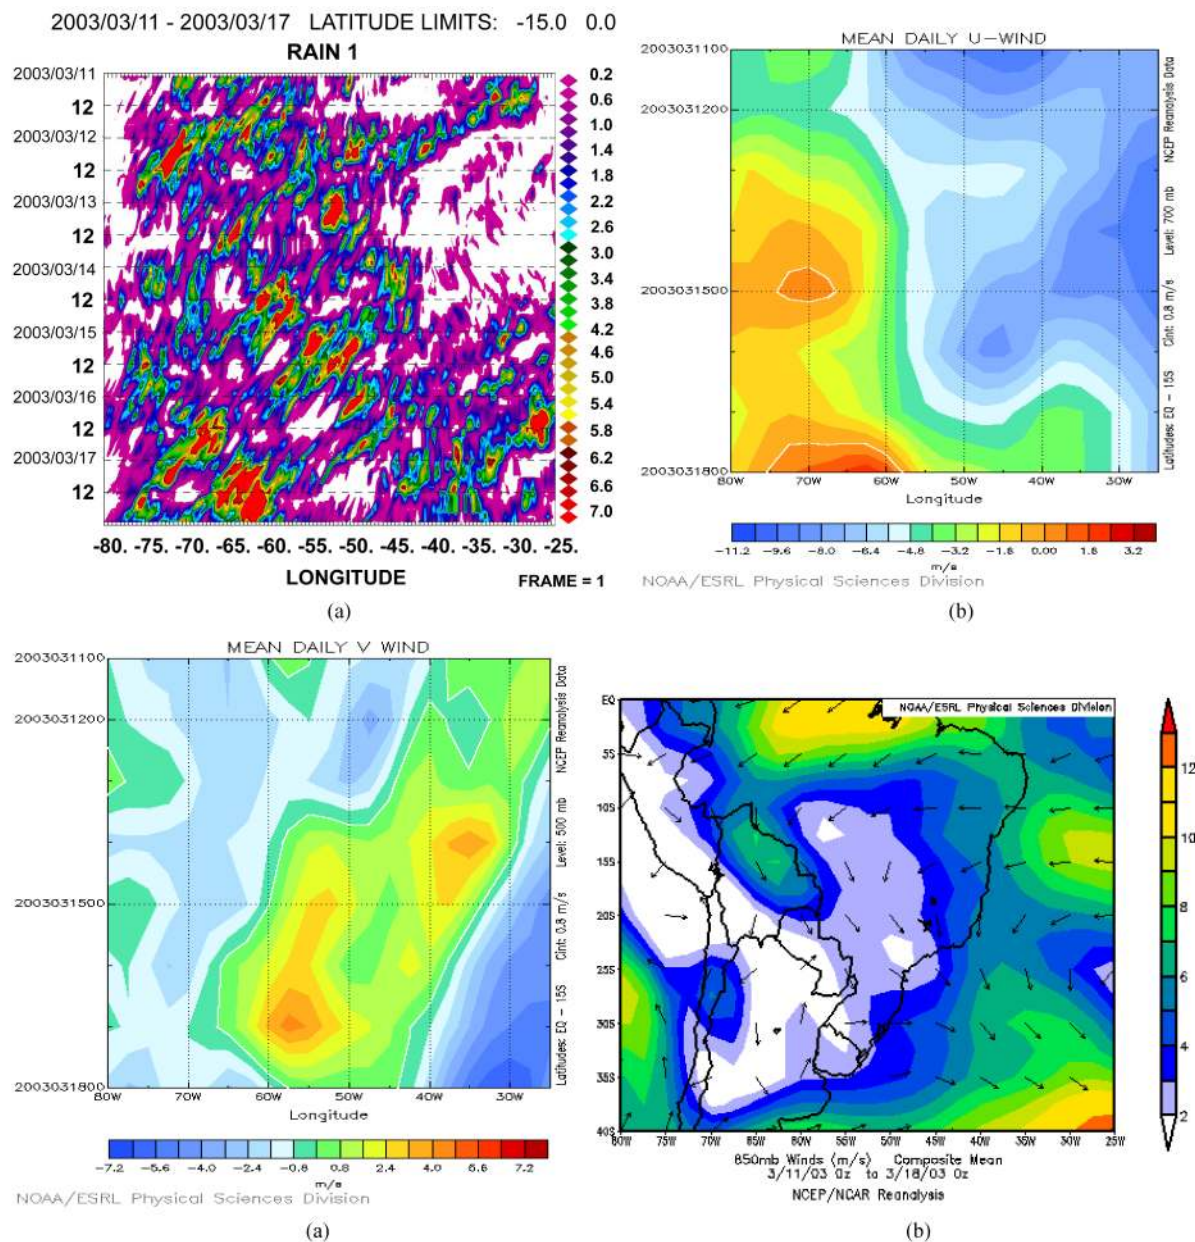 2003/03/11 - 2003/03/17 LATITUDE LIMITS: -15.0 0.0
RAIN 1
2003/03/11
12
2003/03/12
12
2003/03/13
12
2003/03/14
12
2003/03/15
12
2003/03/16
12
2003/03/17
12
-80. -75. -70. -65. -60. -55. -50. -45. -40. -35. -30. -25.
LONGITUDE
FRAME = 1
0.2
0.6
1.0
1.4
1.8
2.2
2.6
3.0
3.4
3.8
4.2
4.6
5.0
5.4
5.8
6.2
6.6
7.0
(a)
MEAN DAILY U-WIND
2003031100
2003031200
2003031500
2003031800
80W 70W 60W 50W 40W 30W
Longitude
Latitudes: EQ - 15S Cint: 0.8 m/s Level: 700 mb NCEP Reanalysis Data
-11.2 -9.6 -8.0 -6.4 -4.8 -3.2 -1.6 0.00 1.6 3.2
m/s
NOAA/ESRL Physical Sciences Division
(b)
MEAN DAILY V WIND
2003031100
2003031200
2003031500
2003031800
80W 70W 60W 50W 40W 30W
Longitude
Latitudes: EQ - 15S Cint: 0.8 m/s Level: 500 mb NCEP Reanalysis Data
-7.2 -5.6 -4.0 -2.4 -0.8 0.8 2.4 4.0 5.6 7.2
m/s
NOAA/ESRL Physical Sciences Division
(a)
NOAA/ESRL Physical Sciences Division
EQ
5S
10S
15S
20S
25S
30S
35S
40S
80W 75W 70W 65W 60W 55W 50W 45W 40W 35W 30W 25W
12
10
8
6
4
2
850mb Winds (m/s) Composite Mean
3/11/03 0z to 3/18/03 0z
NCEP/NCAR Reanalysis
(b)